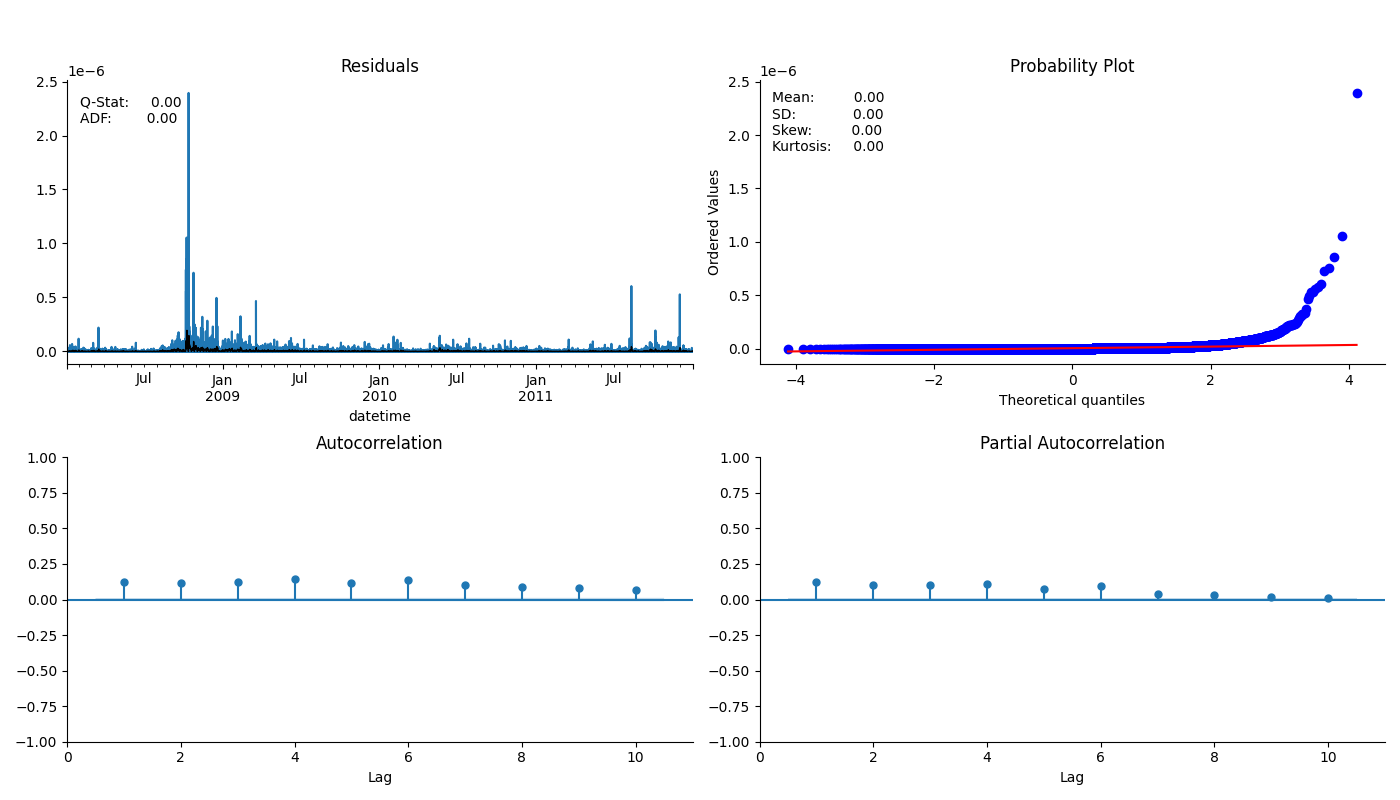 Residuals
1e−6
2.5
2.0
1.5
1.0
0.5
0.0
Q-Stat: 0.00
ADF: 0.00
Jul Jan Jul Jan Jul Jan Jul
2009 2010 2011
datetime
Probability Plot
1e−6
2.5
2.0
1.5
1.0
0.5
0.0
Ordered Values
Mean: 0.00
SD: 0.00
Skew: 0.00
Kurtosis: 0.00
−4 −2 0 2 4
Theoretical quantiles
Autocorrelation
1.00
0.75
0.50
0.25
0.00
−0.25
−0.50
−0.75
−1.00
0 2 4 6 8 10
Lag
Partial Autocorrelation
1.00
0.75
0.50
0.25
0.00
−0.25
−0.50
−0.75
−1.00
0 2 4 6 8 10
Lag